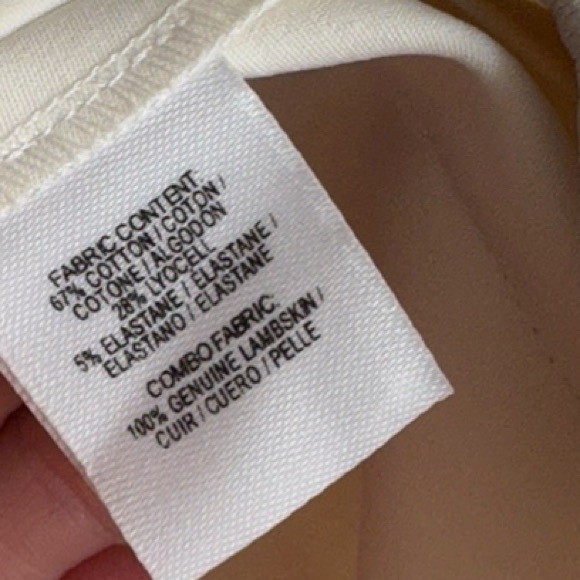 FABRIC CONTENT:
67% COTTON / COTON /
COTONE / ALGODON
28% LYOCELL
5% ELASTANE / ELASTANE /
ELASTANO / ELASTANE
COMBO FABRIC:
100% GENUINE LAMBSKIN /
CUIR / CUERO / PELLE